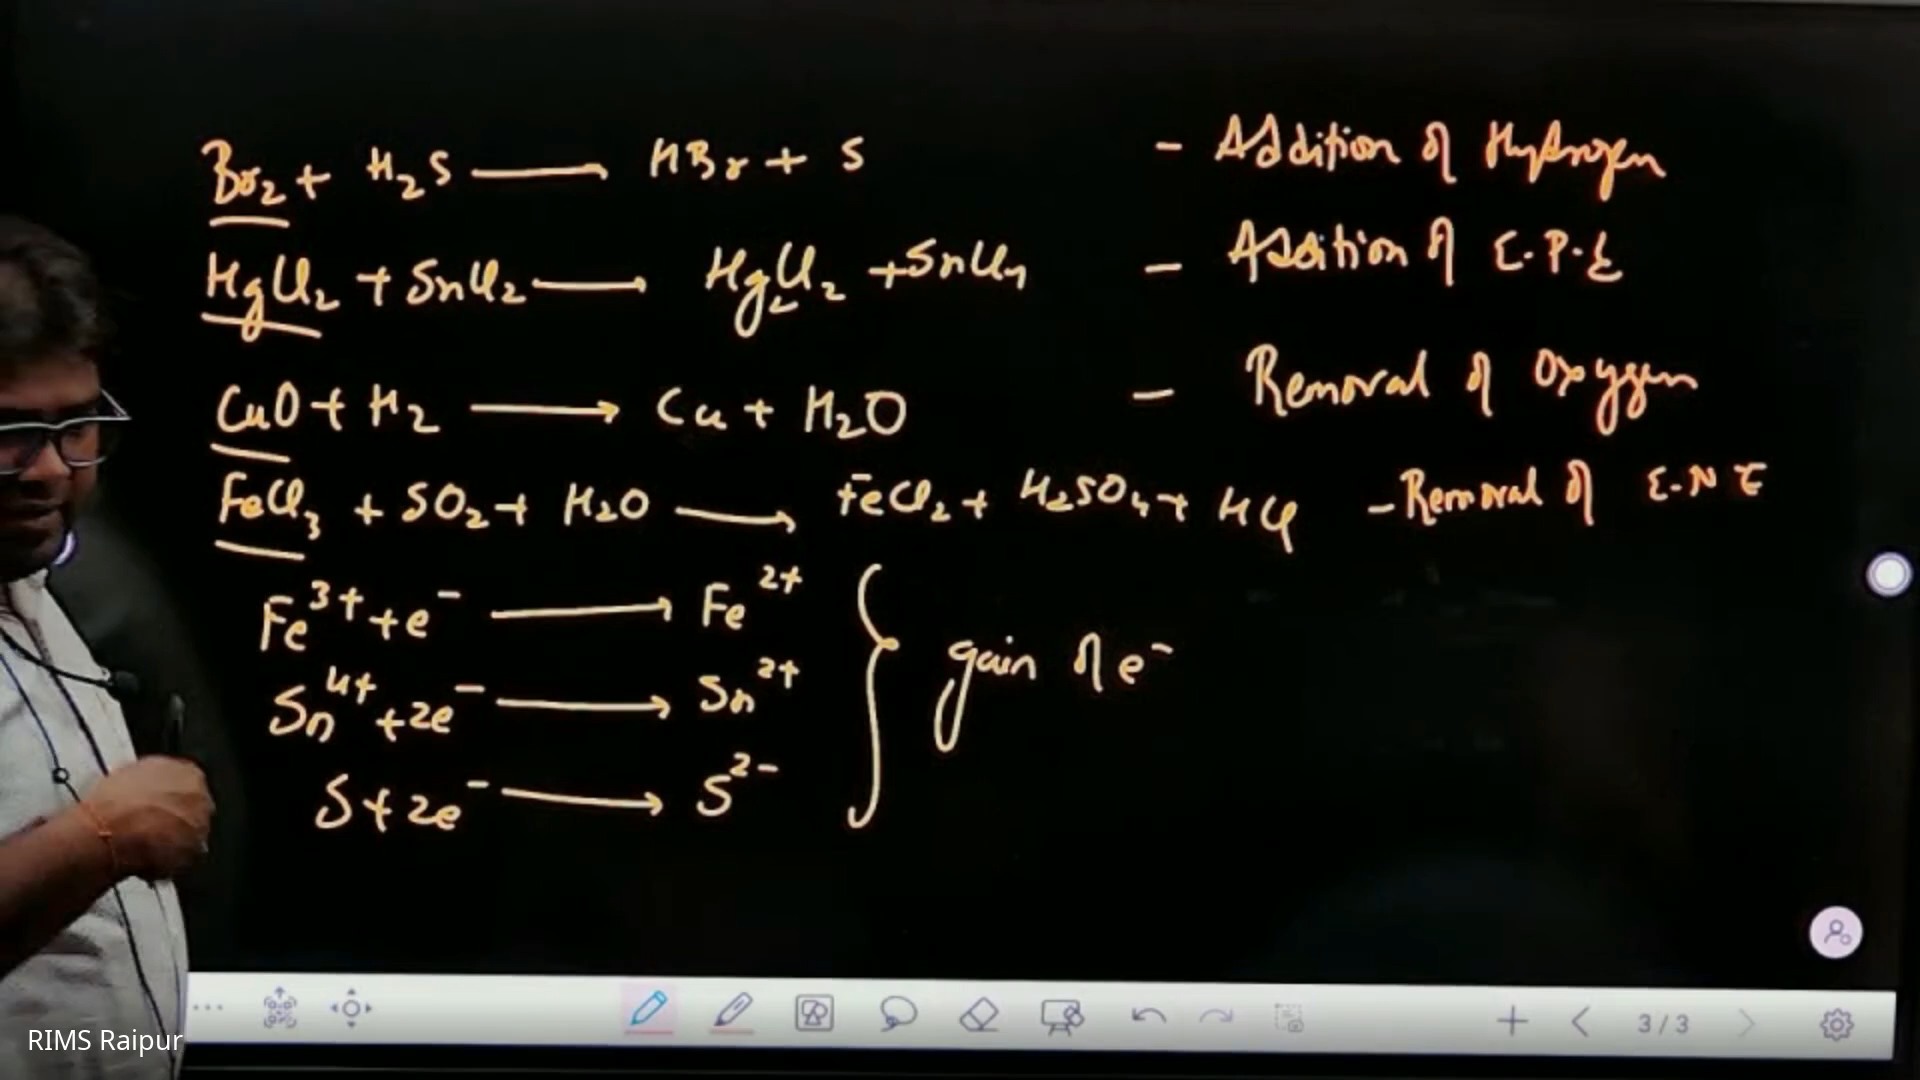 Br₂ + H₂S ⟶ HBr + S - Addition of Hydrogen
HgCl₂ + SnCl₂ ⟶ Hg₂Cl₂ + SnCl₄ - Addition of E.P.E
CuO + H₂ ⟶ Cu + H₂O - Removal of Oxygen
FeCl₃ + SO₂ + H₂O ⟶ FeCl₂ + H₂SO₄ + HCl - Removal of E.N E
Fe³⁺ + e⁻ ⟶ Fe²⁺
Sn⁴⁺ + 2e⁻ ⟶ Sn²⁺
S + 2e⁻ ⟶ S²⁻
gain of e⁻
3/3
RIMS Raipur